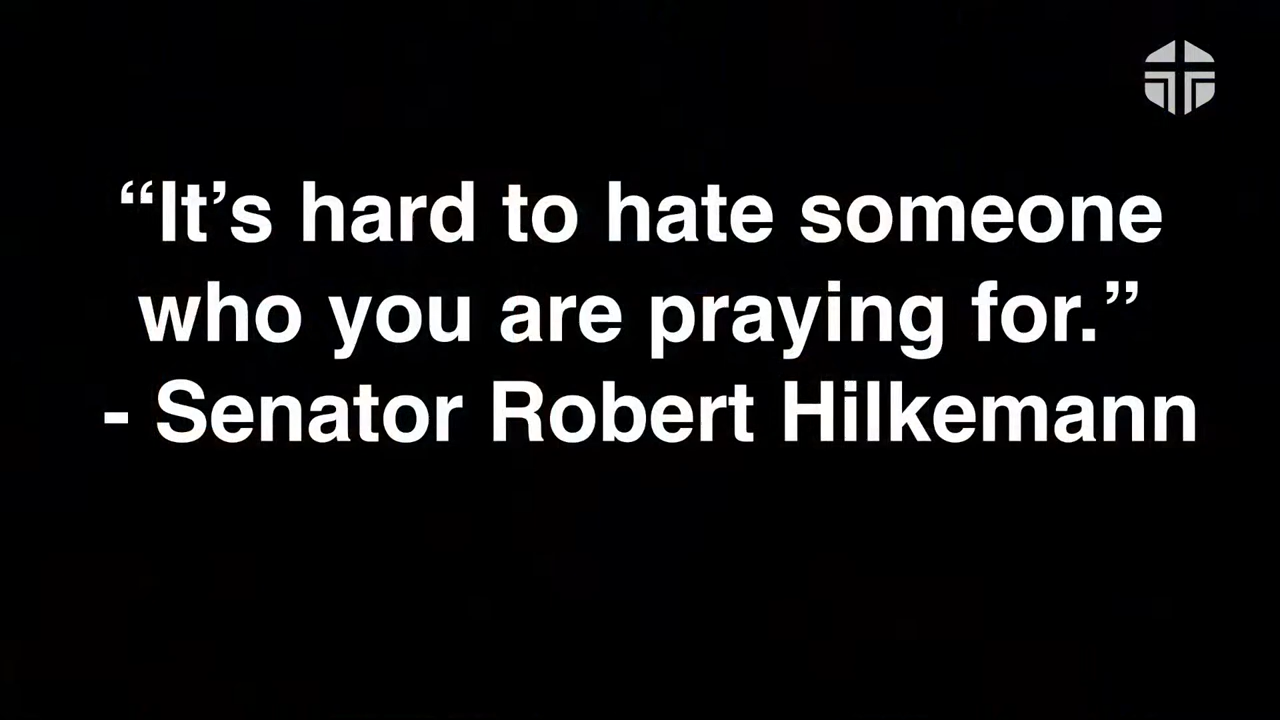 “It’s hard to hate someone
who you are praying for.”
- Senator Robert Hilkemann